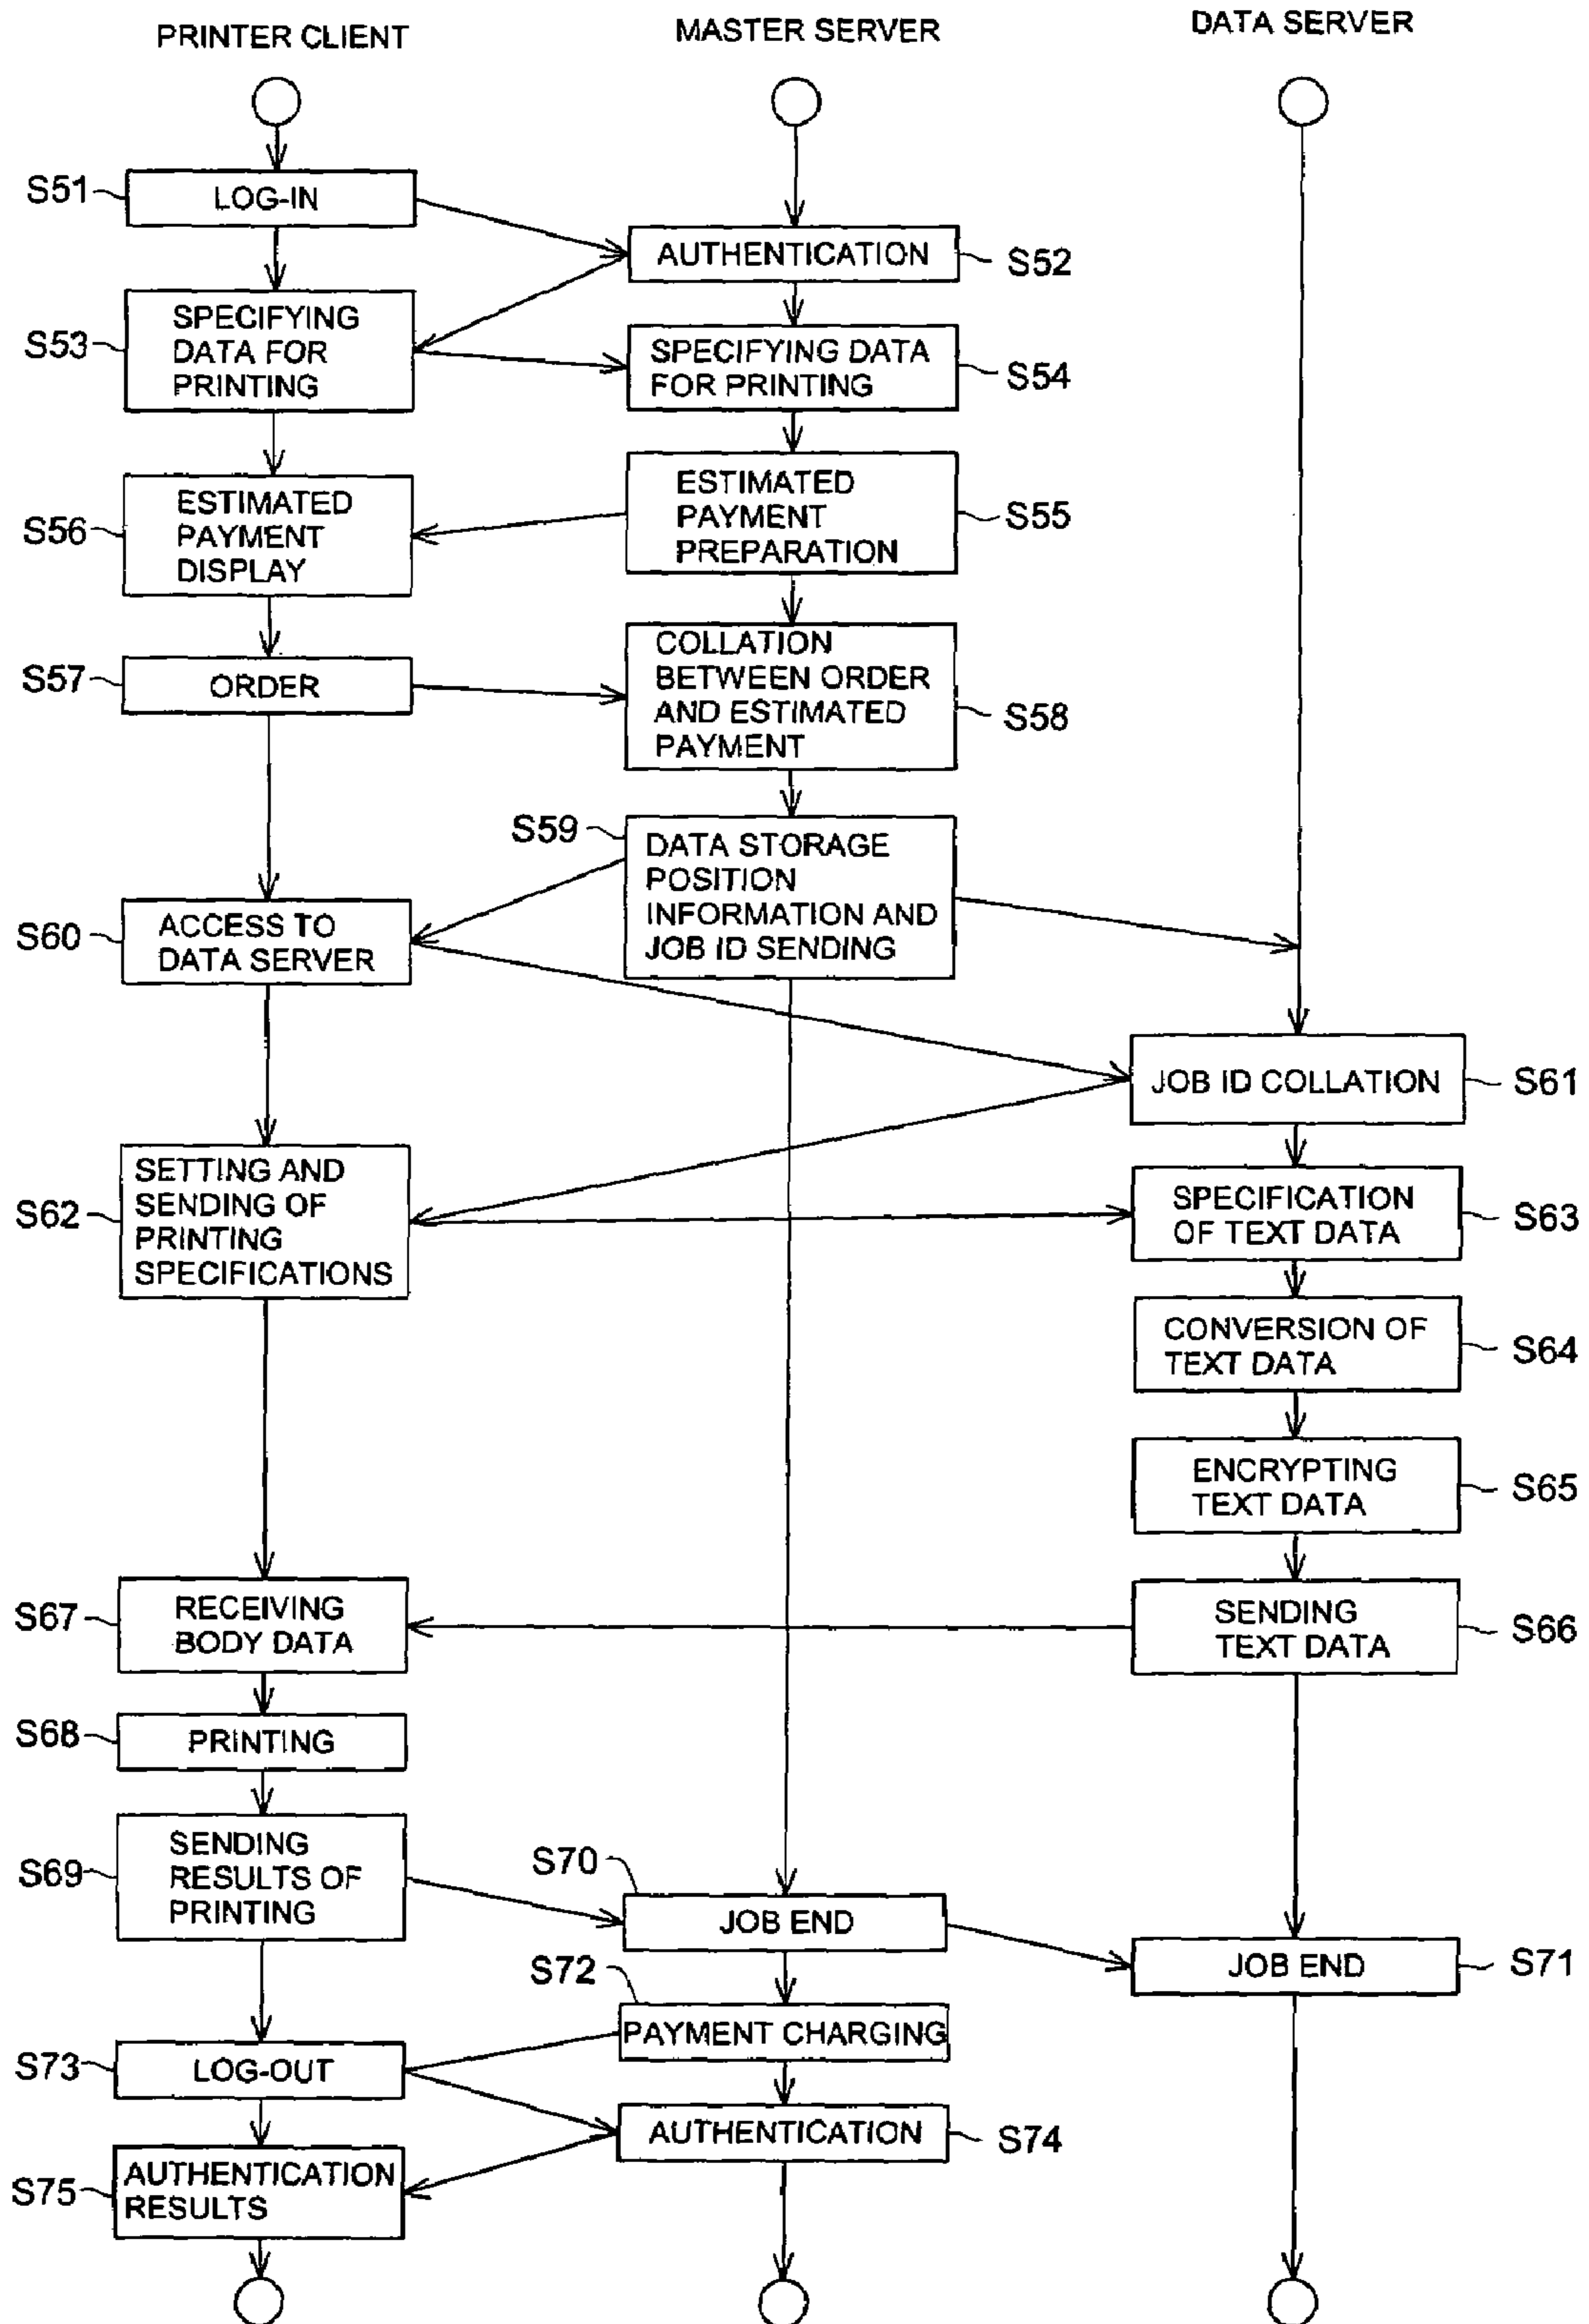 PRINTER CLIENT
MASTER SERVER
DATA SERVER
S51
LOG-IN
AUTHENTICATION
S52
S53
SPECIFYING
DATA FOR
PRINTING
SPECIFYING DATA
FOR PRINTING
S54
ESTIMATED
PAYMENT
PREPARATION
S55
S56
ESTIMATED
PAYMENT
DISPLAY
S57
ORDER
COLLATION
BETWEEN ORDER
AND ESTIMATED
PAYMENT
S58
S59
DATA STORAGE
POSITION
INFORMATION AND
JOB ID SENDING
S60
ACCESS TO
DATA SERVER
JOB ID COLLATION
S61
S62
SETTING AND
SENDING OF
PRINTING
SPECIFICATIONS
SPECIFICATION
OF TEXT DATA
S63
CONVERSION OF
TEXT DATA
S64
ENCRYPTING
TEXT DATA
S65
SENDING
TEXT DATA
S66
S67
RECEIVING
BODY DATA
S68
PRINTING
S69
SENDING
RESULTS OF
PRINTING
S70
JOB END
JOB END
S71
S72
PAYMENT CHARGING
S73
LOG-OUT
AUTHENTICATION
S74
S75
AUTHENTICATION
RESULTS